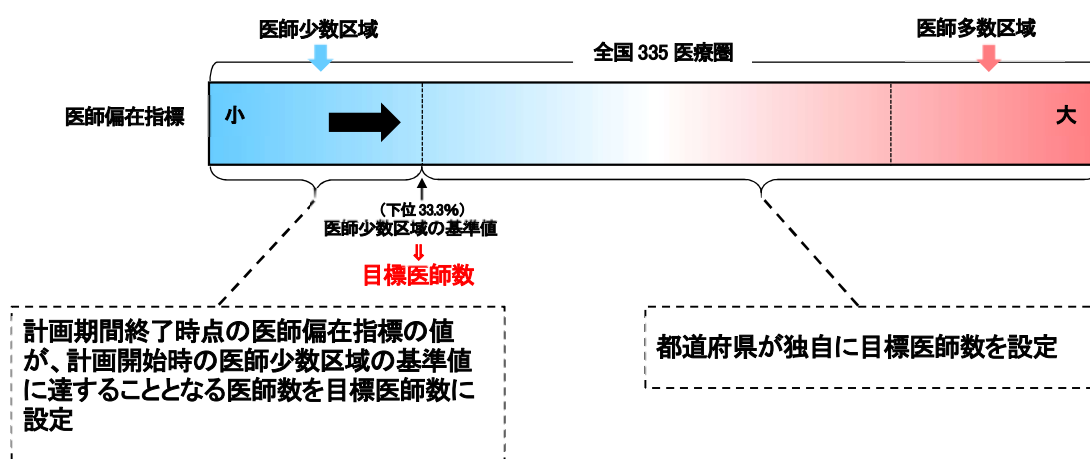 医師少数区域
医師多数区域
全国 335 医療圏
医師偏在指標
小
大
（下位 33.3%）
医師少数区域の基準値
⇓
目標医師数
計画期間終了時点の医師偏在指標の値
が、計画開始時の医師少数区域の基準値
に達することとなる医師数を目標医師数に
設定
都道府県が独自に目標医師数を設定